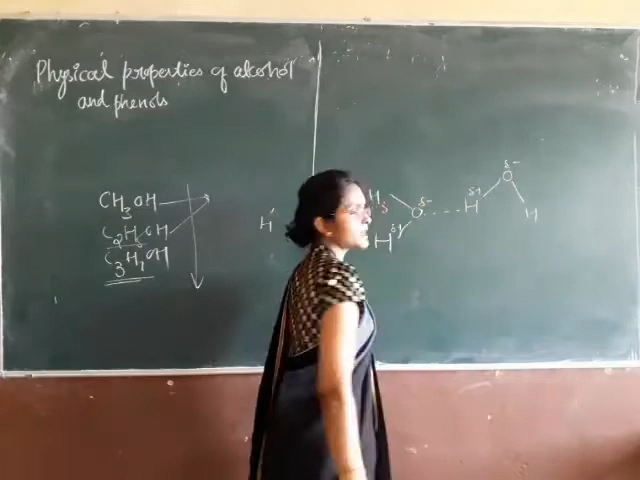 Physical properties of alcohol
and phenols
CH3OH
C2H5OH
C3H7OH
H
H δ- O
δ+ H
δ- O
δ+ H
H